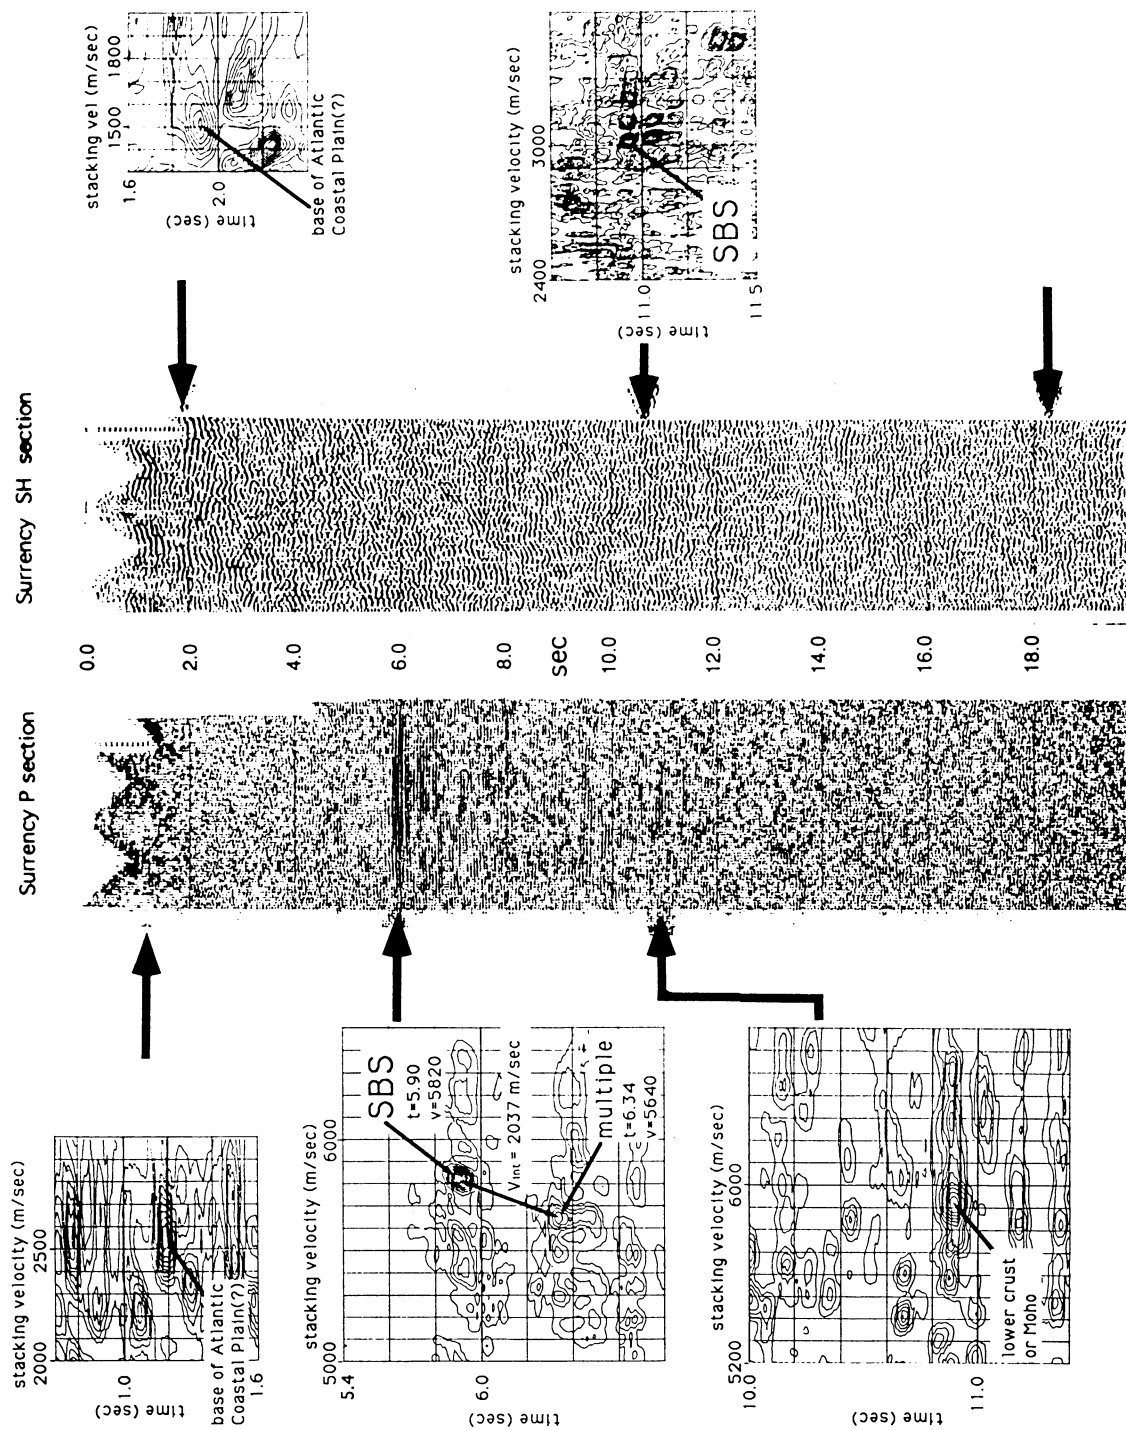 Surrency P section
Surrency SH section
stacking velocity (m/sec)
2000
2500
1.0
1.6
time (sec)
base of Atlantic
Coastal Plain(?)
stacking velocity (m/sec)
5000
6000
5.4
6.0
time (sec)
SBS
t=5.90
v=5820
Vint = 2037 m/sec
multiple
t=6.34
v=5640
stacking velocity (m/sec)
5200
6000
10.0
11.0
time (sec)
lower crust
or Moho
0.0
2.0
4.0
6.0
8.0
sec
10.0
12.0
14.0
16.0
18.0
stacking vel (m/sec)
1500
1800
1.6
2.0
time (sec)
base of Atlantic
Coastal Plain(?)
stacking velocity (m/sec)
2400
3000
11.0
11 5
time (sec)
SBS